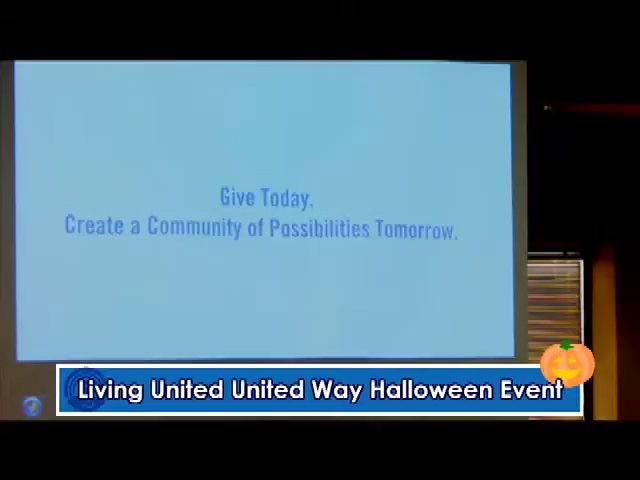 Give Today.
Create a Community of Possibilities Tomorrow.
Living United United Way Halloween Event